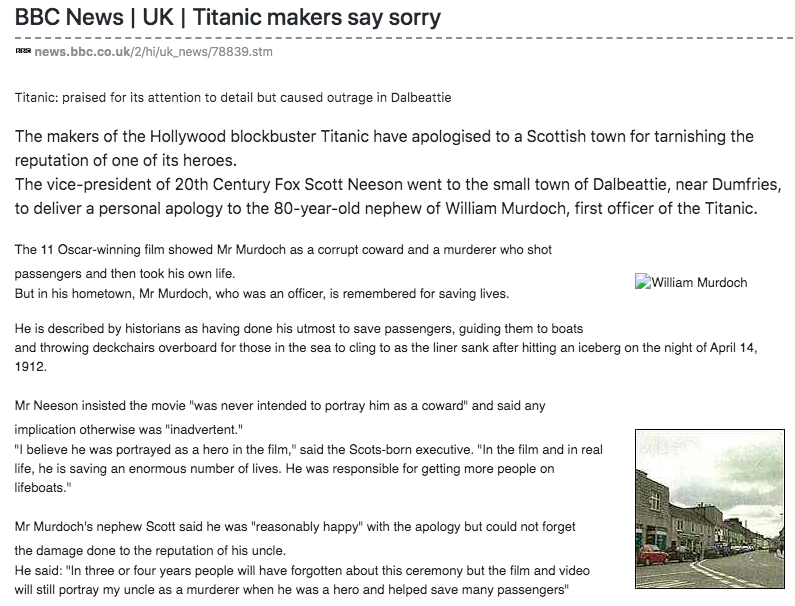 BBC News | UK | Titanic makers say sorry
BBC news.bbc.co.uk/2/hi/uk_news/78839.stm
Titanic: praised for its attention to detail but caused outrage in Dalbeattie
The makers of the Hollywood blockbuster Titanic have apologised to a Scottish town for tarnishing the
reputation of one of its heroes.
The vice-president of 20th Century Fox Scott Neeson went to the small town of Dalbeattie, near Dumfries,
to deliver a personal apology to the 80-year-old nephew of William Murdoch, first officer of the Titanic.
The 11 Oscar-winning film showed Mr Murdoch as a corrupt coward and a murderer who shot
passengers and then took his own life.
William Murdoch
But in his hometown, Mr Murdoch, who was an officer, is remembered for saving lives.
He is described by historians as having done his utmost to save passengers, guiding them to boats
and throwing deckchairs overboard for those in the sea to cling to as the liner sank after hitting an iceberg on the night of April 14,
1912.
Mr Neeson insisted the movie "was never intended to portray him as a coward" and said any
implication otherwise was "inadvertent."
"I believe he was portrayed as a hero in the film," said the Scots-born executive. "In the film and in real
life, he is saving an enormous number of lives. He was responsible for getting more people on
lifeboats."
Mr Murdoch's nephew Scott said he was "reasonably happy" with the apology but could not forget
the damage done to the reputation of his uncle.
He said: "In three or four years people will have forgotten about this ceremony but the film and video
will still portray my uncle as a murderer when he was a hero and helped save many passengers"